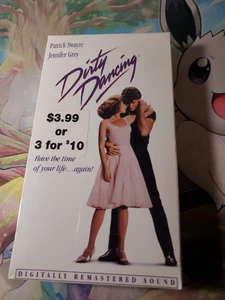 Patrick Swayze
Jennifer Grey
Dirty
Dancing
$3.99
or
3 for $10
Have the time
of your life...again!
DIGITALLY REMASTERED SOUND